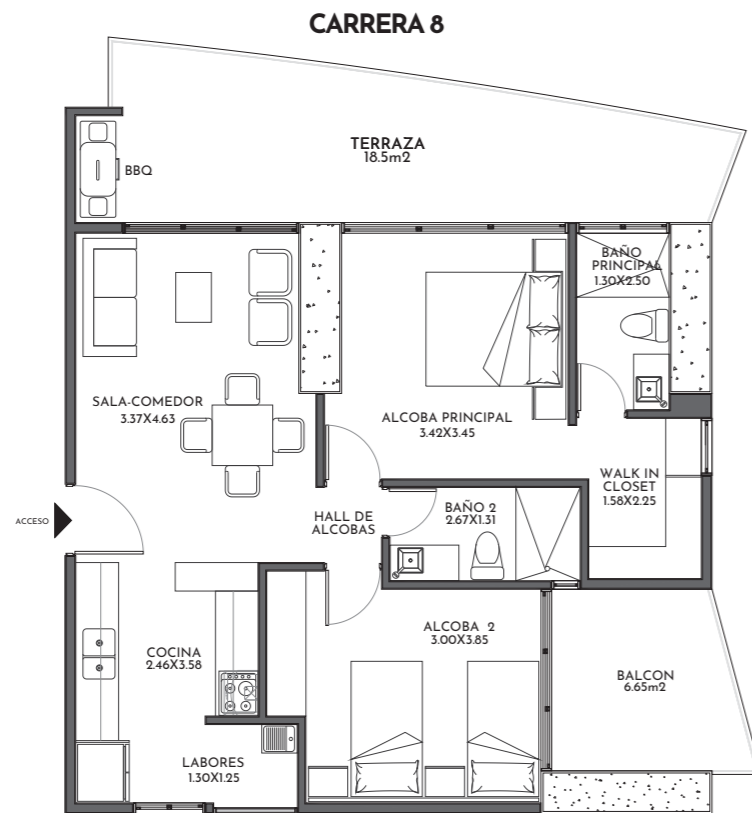 CARRERA 8
TERRAZA
18.5m2
BBQ
BAÑO
PRINCIPAL
1.30X2.50
SALA-COMEDOR
3.37X4.63
ALCOBA PRINCIPAL
3.42X3.45
WALK IN
CLOSET
1.58X2.25
ACCESO
HALL DE
ALCOBAS
BAÑO 2
2.67X1.31
COCINA
2.46X3.58
ALCOBA 2
3.00X3.85
BALCON
6.65m2
LABORES
1.30X1.25